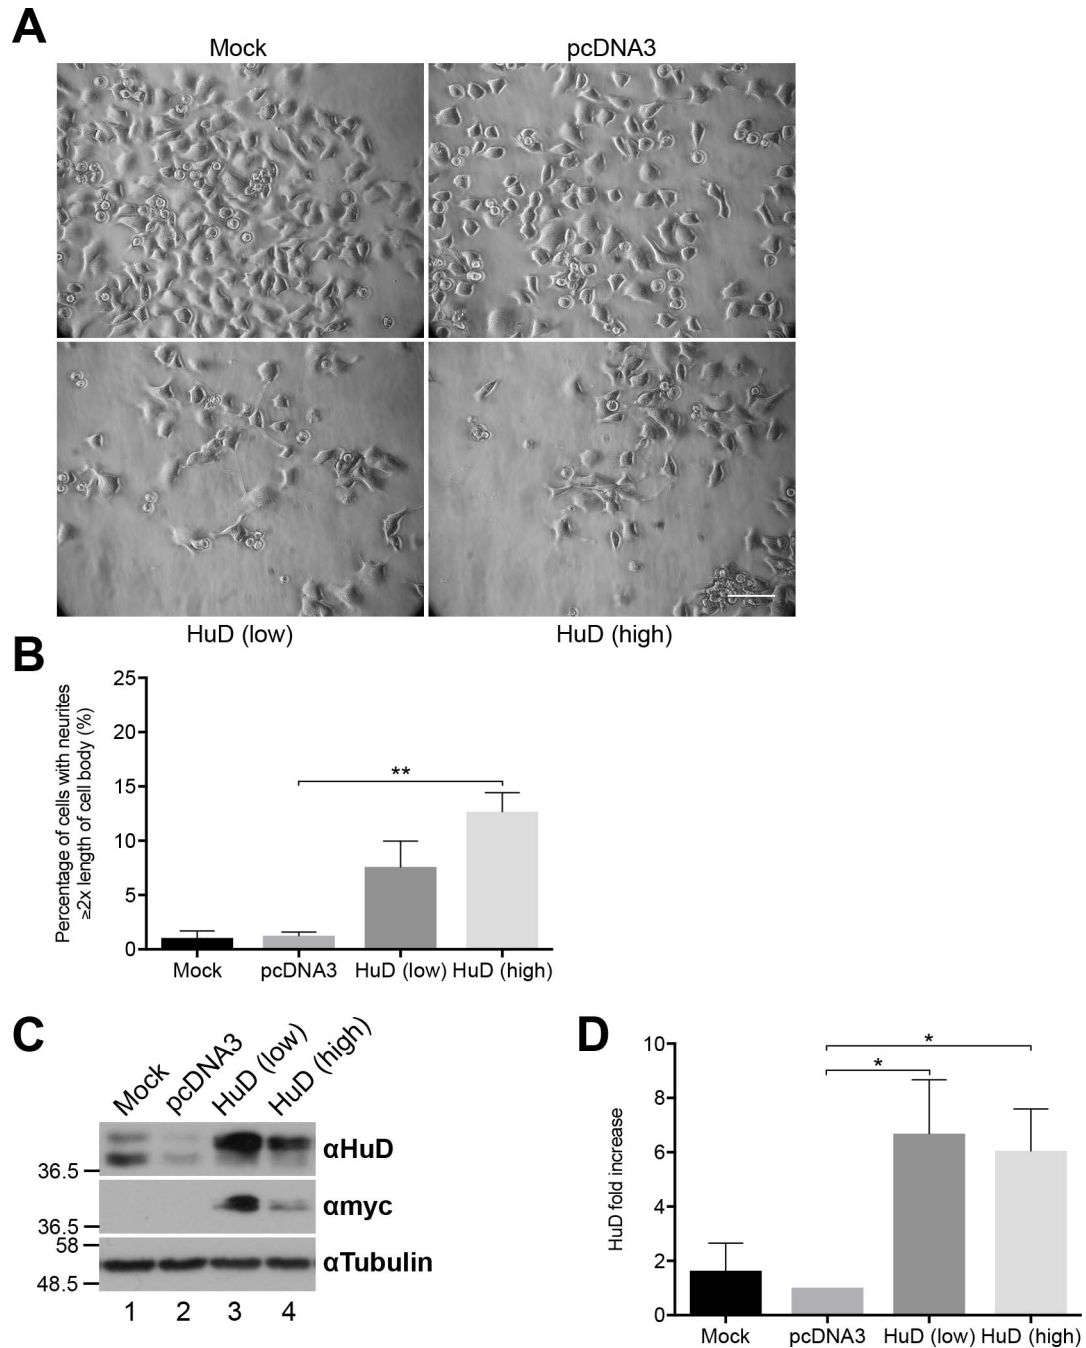 A
Mock
pcDNA3
HuD (low)
HuD (high)
B
Percentage of cells with neurites
≥2x length of cell body (%)
25
20
15
10
5
0
**
Mock
pcDNA3
HuD (low)
HuD (high)
C
Mock
pcDNA3
HuD (low)
HuD (high)
36.5
αHuD
36.5
αmyc
58
48.5
αTubulin
1
2
3
4
D
HuD fold increase
10
8
6
4
2
0
*
*
Mock
pcDNA3
HuD (low)
HuD (high)